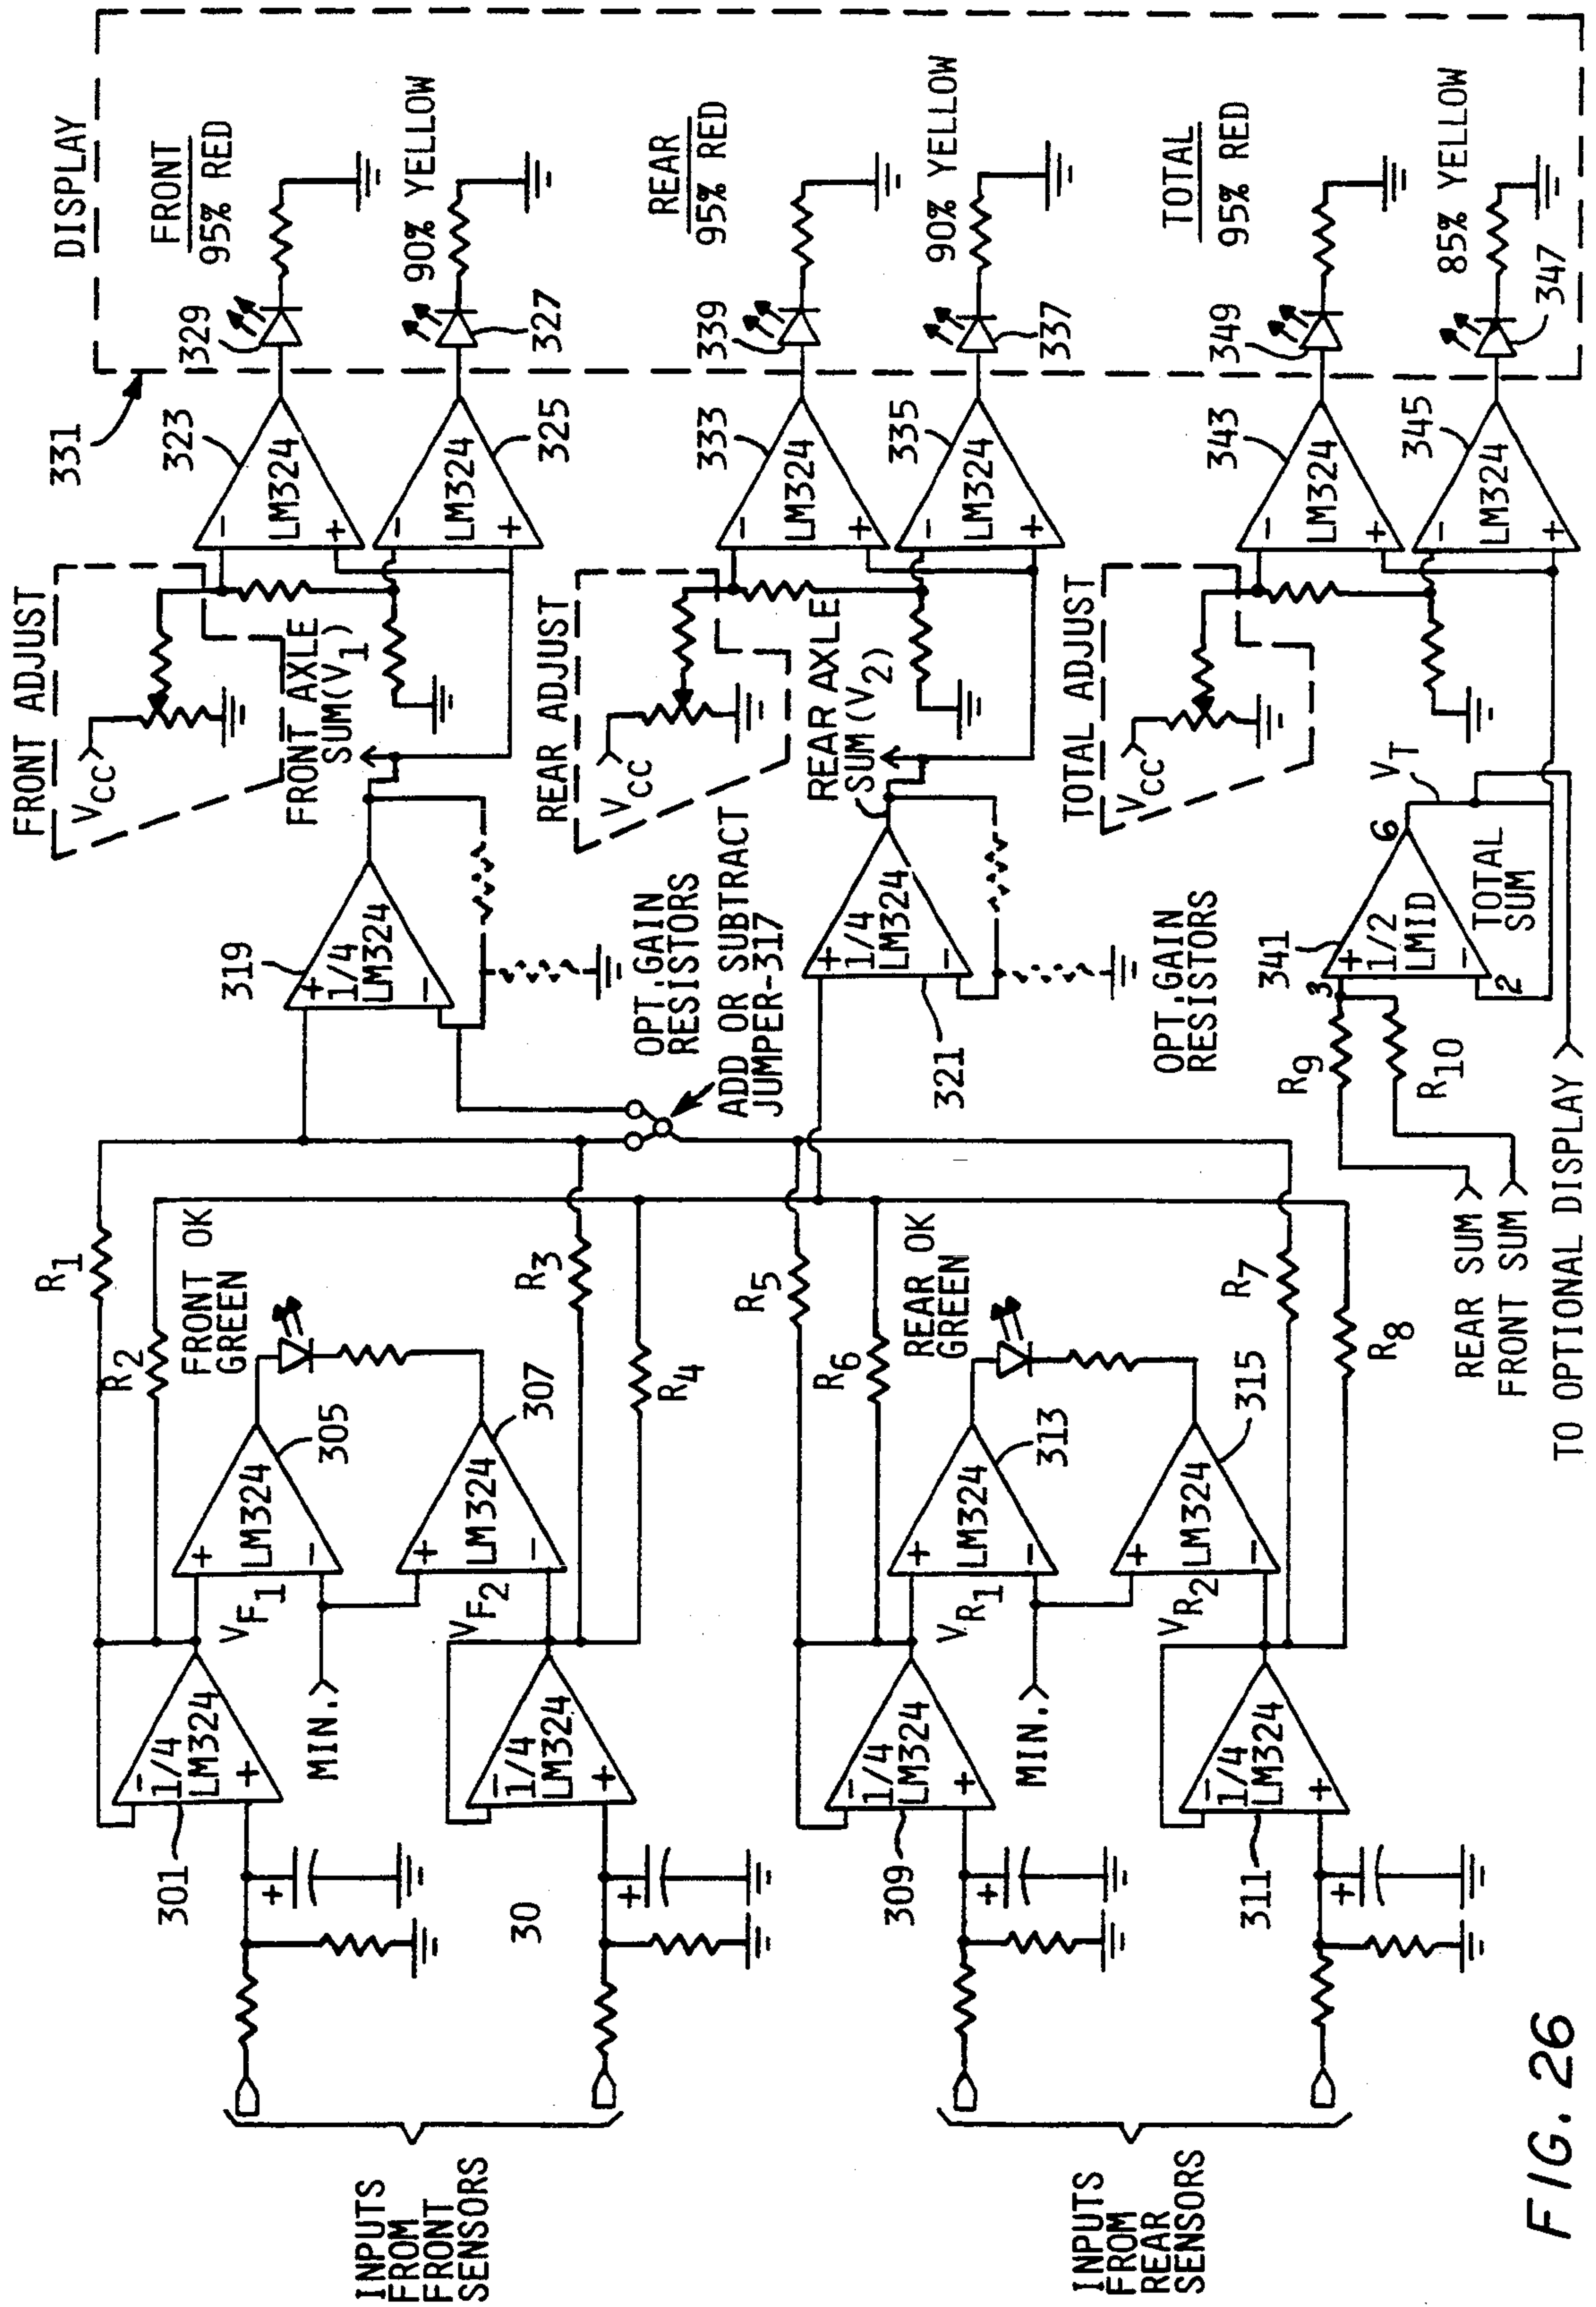 DISPLAY
331
FRONT ADJUST
VCC
FRONT AXLE
SUM(V1)
323
LM324
-
+
329
FRONT
95% RED
325
LM324
-
+
327
90% YELLOW
REAR ADJUST
VCC
REAR AXLE
SUM(V2)
333
LM324
-
+
339
REAR
95% RED
335
LM324
-
+
337
90% YELLOW
TOTAL ADJUST
VCC
VT
343
LM324
-
+
349
TOTAL
95% RED
345
LM324
-
+
347
85% YELLOW
319
+
1/4
LM324
-
OPT.GAIN
RESISTORS
ADD OR SUBTRACT
JUMPER-317
321
+
1/4
LM324
-
OPT.GAIN
RESISTORS
341
3
+
1/2
LMID
-
2
6
TOTAL
SUM
R9
R10
REAR SUM
FRONT SUM
TO OPTIONAL DISPLAY
R1
R2
FRONT OK
GREEN
R3
R4
R5
R6
REAR OK
GREEN
R7
R8
305
+
LM324
-
307
+
LM324
-
313
+
LM324
-
315
+
LM324
-
VF1
MIN.
VF2
VR1
MIN.
VR2
301
-
1/4
LM324
+
30
-
1/4
LM324
+
309
-
1/4
LM324
+
311
-
1/4
LM324
+
+
+
+
+
INPUTS
FROM
FRONT
SENSORS
INPUTS
FROM
REAR
SENSORS
FIG. 26